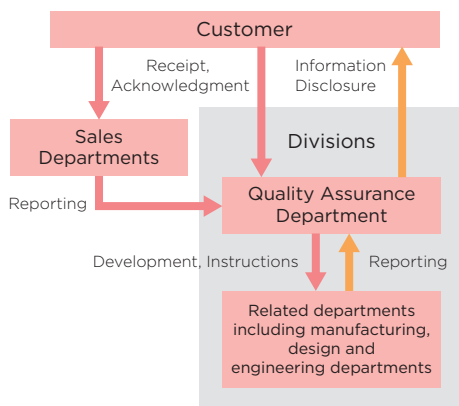 Customer
Receipt,
Acknowledgment
Information
Disclosure
Sales
Departments
Divisions
Reporting
Quality Assurance
Department
Development, Instructions
Reporting
Related departments
including manufacturing,
design and
engineering departments